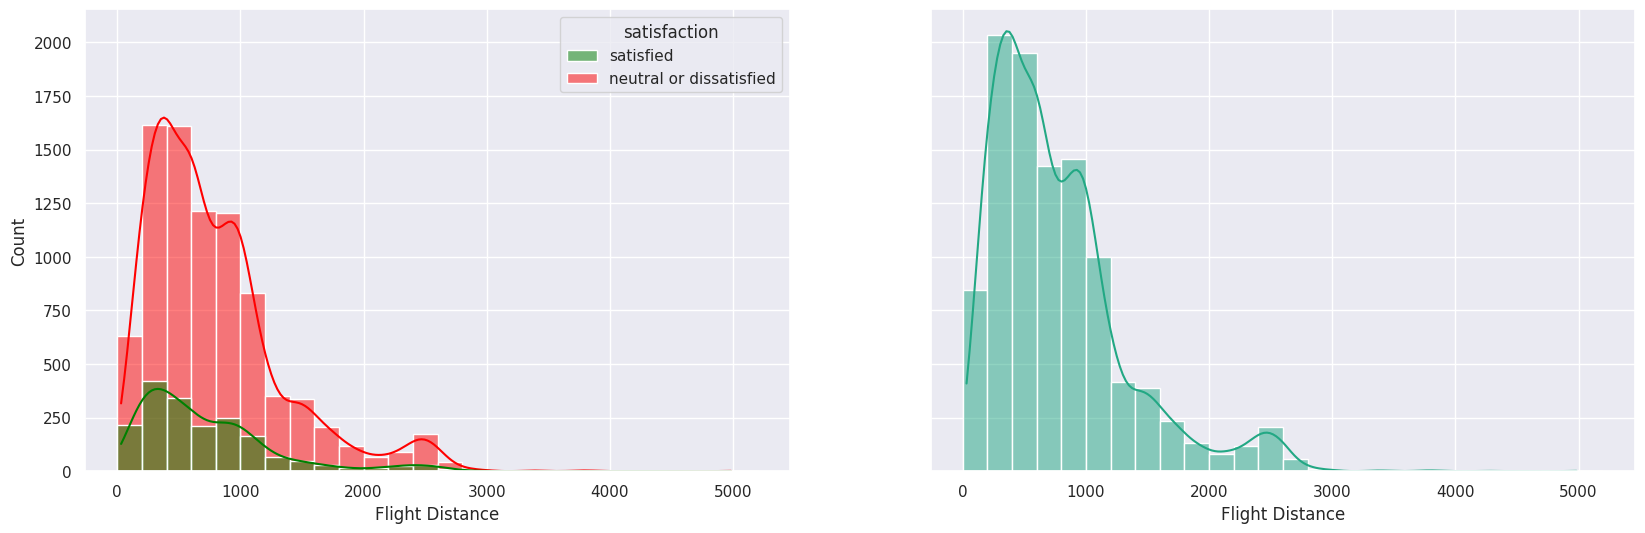 satisfaction
satisfied
neutral or dissatisfied
Count
2000
1750
1500
1250
1000
750
500
250
0
0 1000 2000 3000 4000 5000
Flight Distance
0 1000 2000 3000 4000 5000
Flight Distance